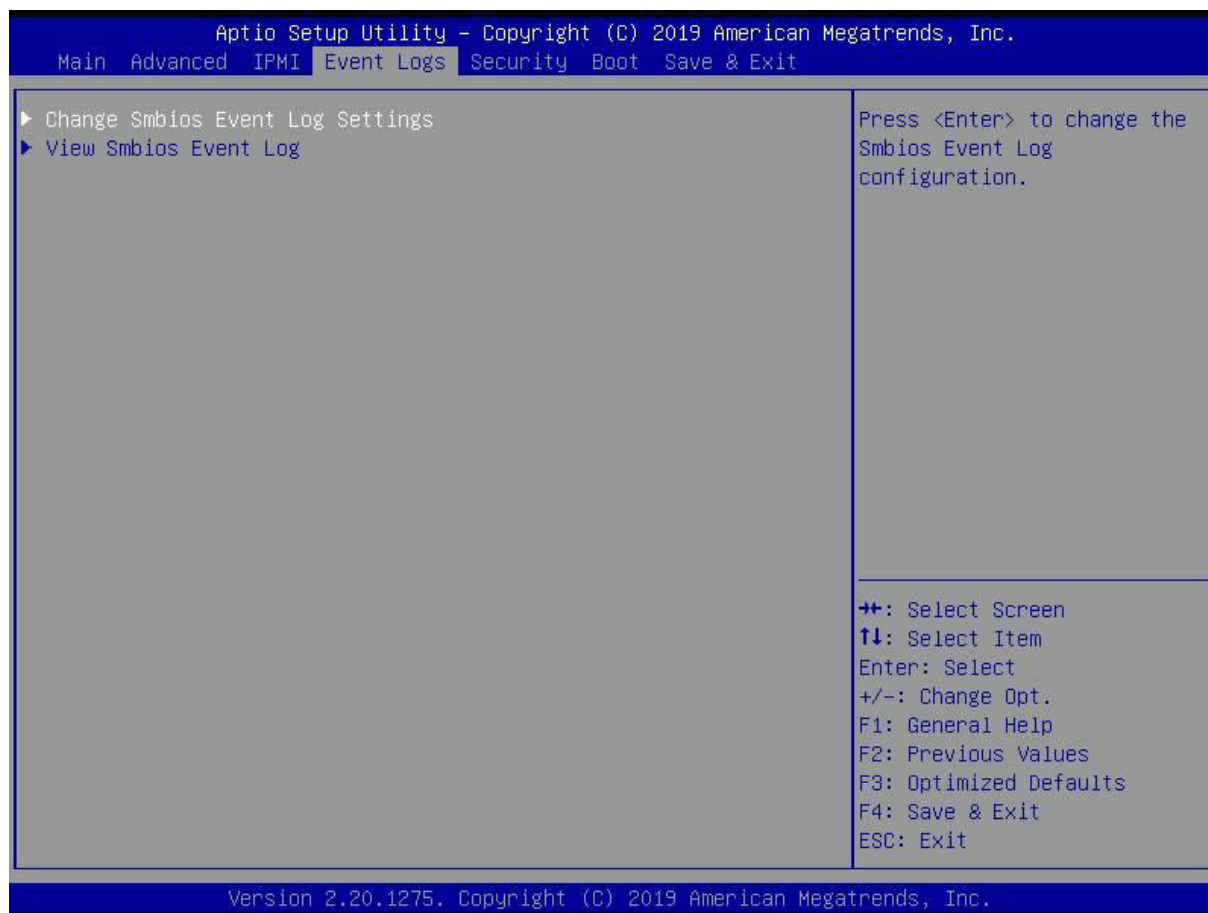 Aptio Setup Utility – Copyright (C) 2019 American Megatrends, Inc.
Main Advanced IPMI Event Logs Security Boot Save & Exit
▶ Change Smbios Event Log Settings
▶ View Smbios Event Log
Press <Enter> to change the
Smbios Event Log
configuration.
→←: Select Screen
↑↓: Select Item
Enter: Select
+/-: Change Opt.
F1: General Help
F2: Previous Values
F3: Optimized Defaults
F4: Save & Exit
ESC: Exit
Version 2.20.1275. Copyright (C) 2019 American Megatrends, Inc.